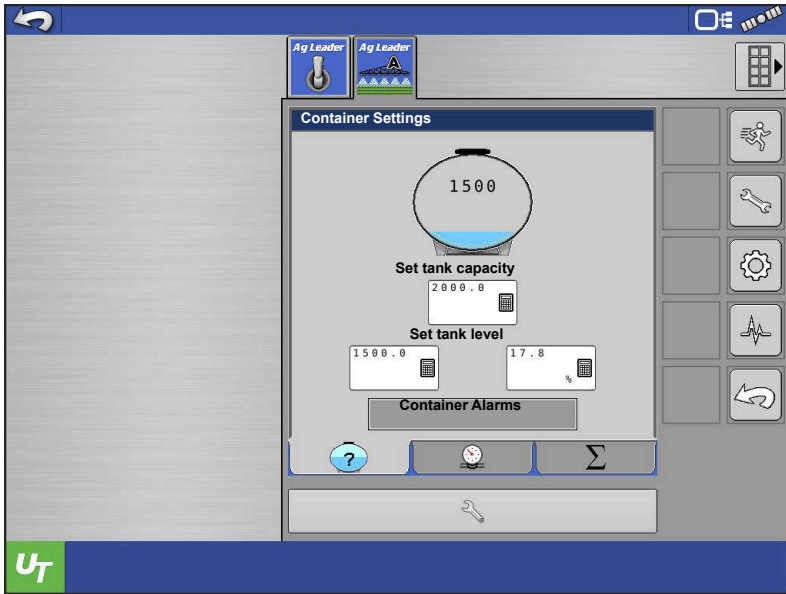 Ag Leader
Ag Leader
A
Container Settings
1500
Set tank capacity
2000.0
Set tank level
1500.0
17.8
%
Container Alarms
?
Σ
UT